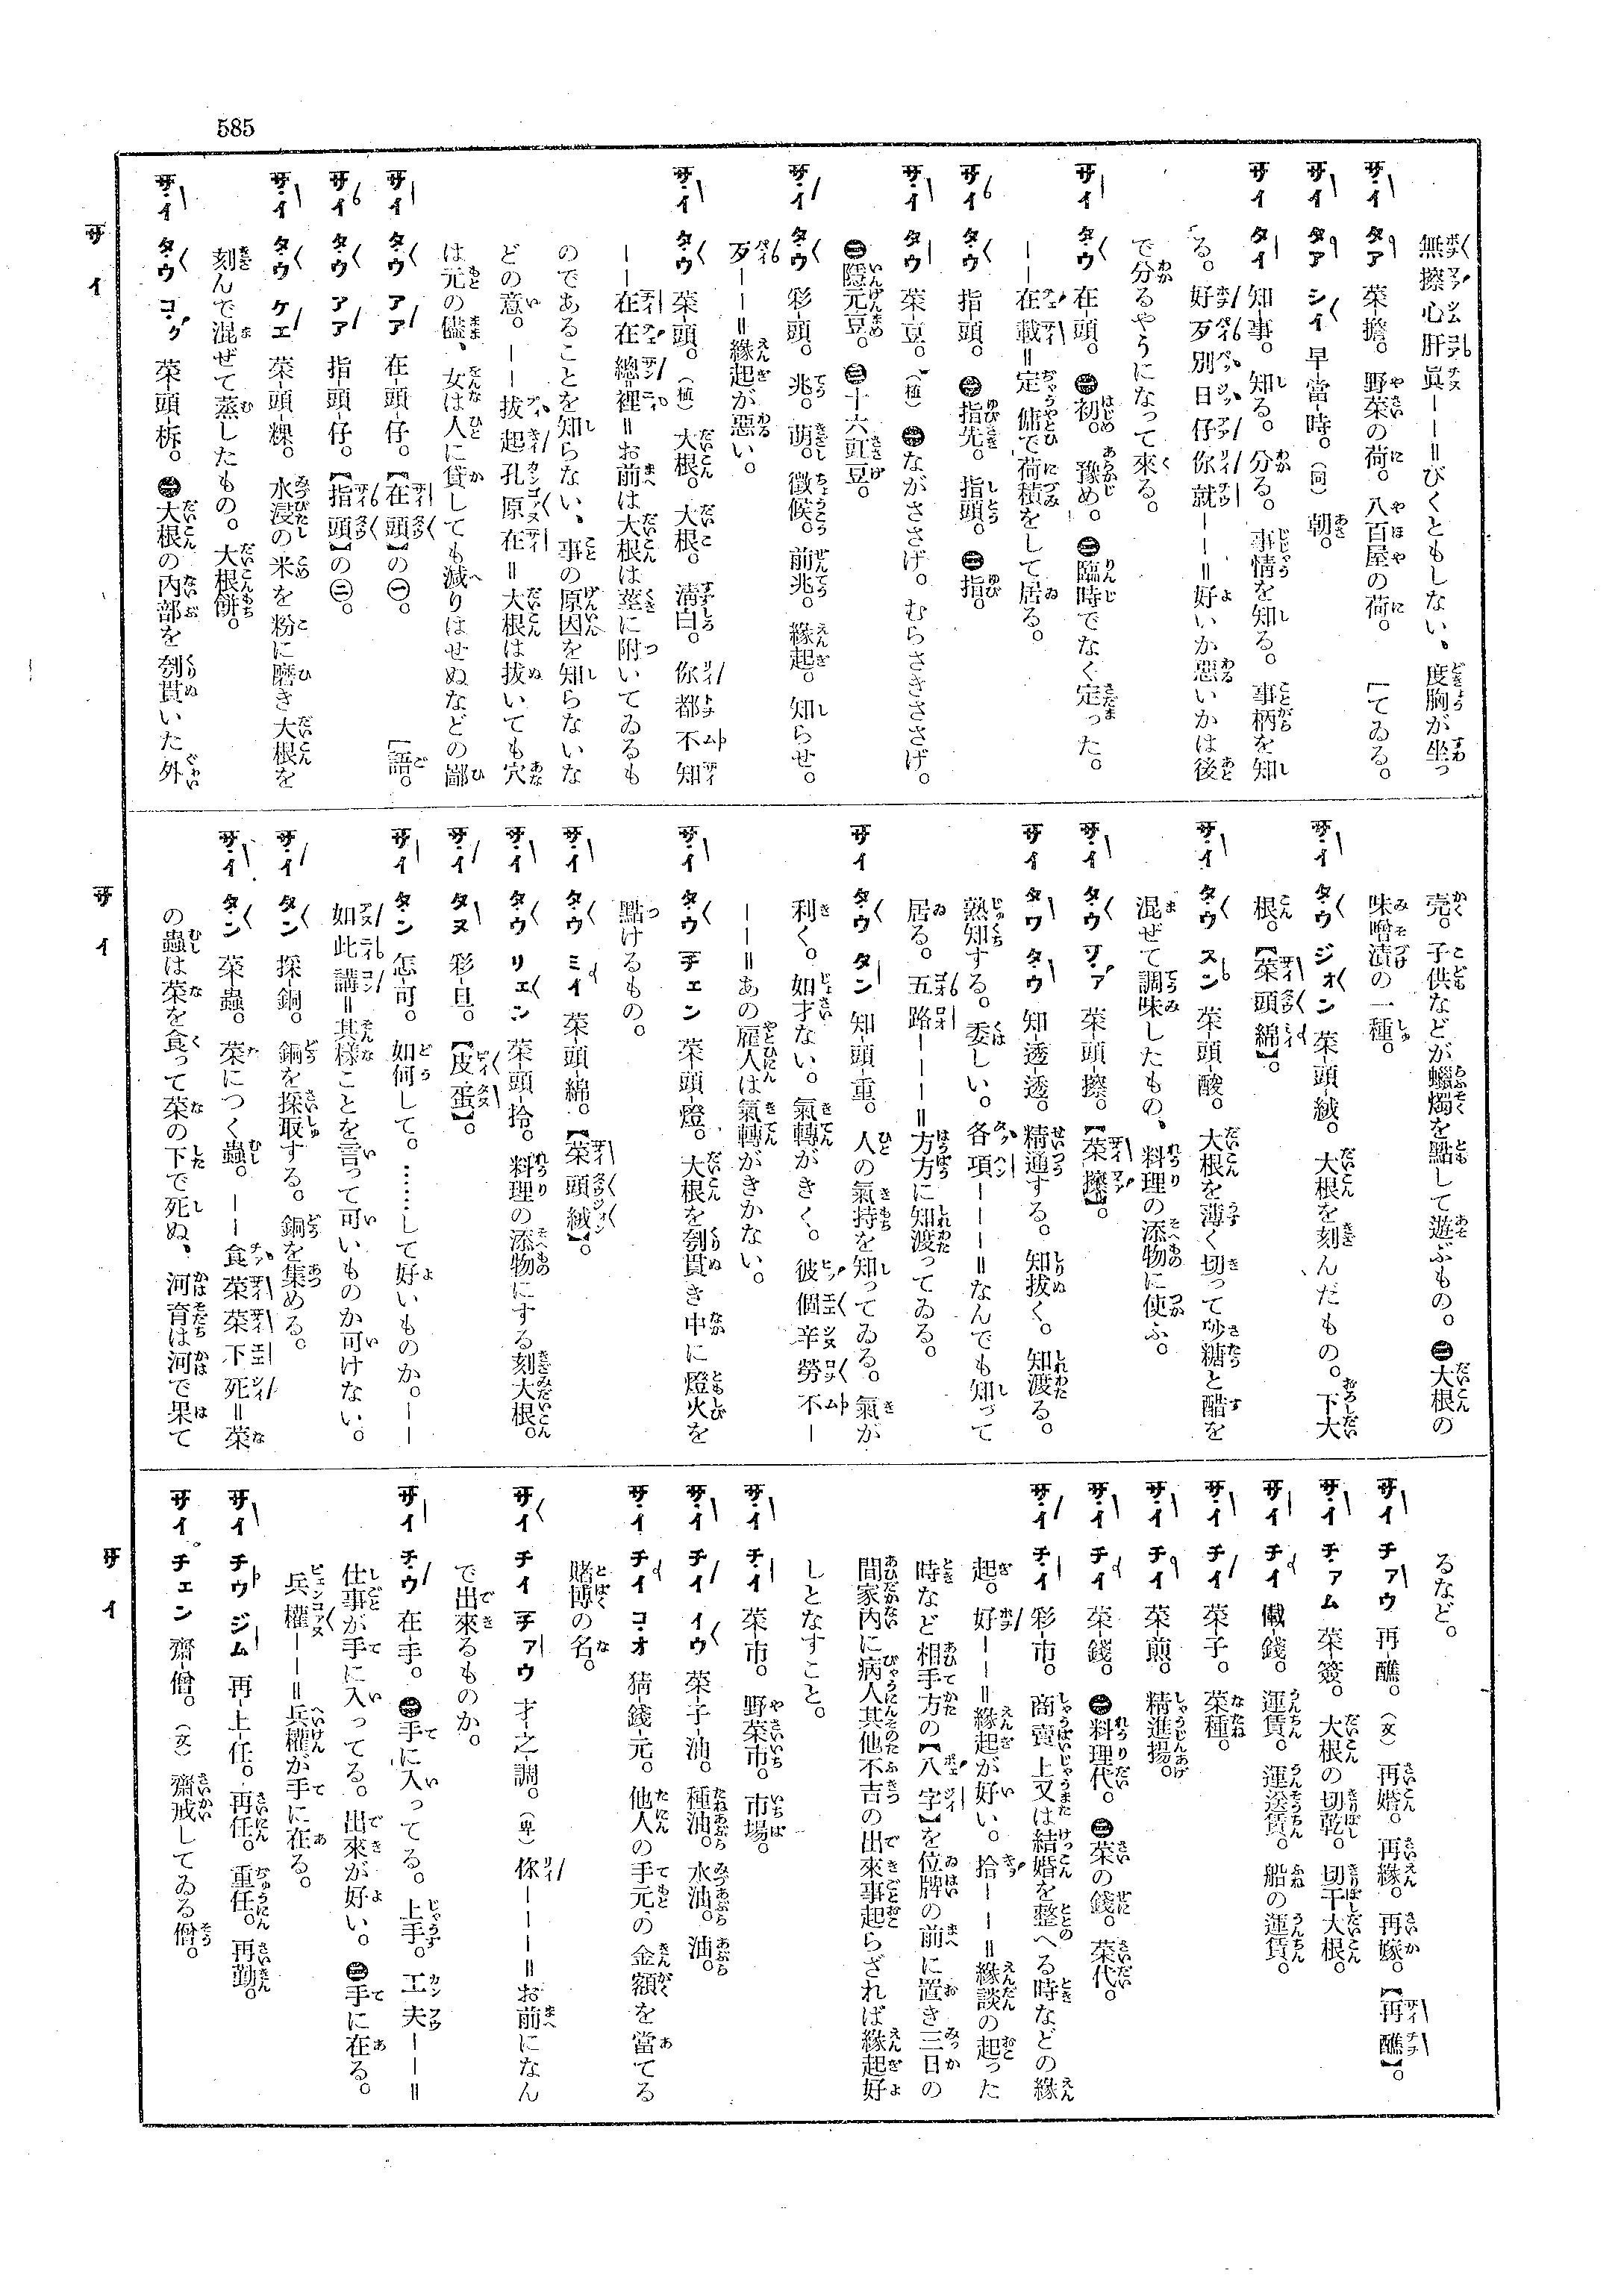 585
無擦心肝眞――=びくともしない、度胸が坐っ
サイ タア 菜-擔。野菜の荷。八百屋の荷。 〔てゐる。
サイ タア シイ 早-當-時。(同)朝。
サイ タイ 知-事。知る。分る。事情を知る。事柄を知
る。好歹別日仔你就――=好いか惡いかは後
で分るやうになって來る。
サイ タウ 在-頭。㊀初。豫め。㊁臨時でなく定った。
――在載=定傭で荷積をして居る。
サイ タウ 指-頭。㊀指先。指頭。㊁指。
サイ タウ 菜-豆。(植)㊀ながささげ。むらさきささげ。
㊁隱元豆。㊂十六豇豆。
サイ タウ 彩-頭。兆。萌。徵候。前兆。緣起。知らせ。
歹――=緣起が惡い。
サイ タウ 菜-頭。(植)大根。大根。淸白。你都不知
――在在總-裡=お前は大根は莖に附いてゐるも
のであることを知らない、事の原因を知らないな
どの意。――拔起孔原在=大根は拔いても穴
は元の儘、女は人に貸しても減りはせぬなどの鄙
サイ タウ アア 在-頭-仔。【在頭】の㊀。 〔語。
サイ タウ アア 指-頭-仔。【指頭】の㊁。
サイ タウ ケエ 菜-頭-粿。水浸の米を粉に磨き大根を
刻んで混ぜて蒸したもの。大根餅。
サイ タウ コク 菜-頭-柝。㊀大根の內部を刳貫いた外
サイ
殼。子供などが蠟燭を點して遊ぶもの。㊁大根の
味噌漬の一種。
サイ タウ ジオン 菜-頭-絨。大根を刻んだもの。下大
根。【菜頭綿】。
サイ タウ スン 菜-頭-酸。大根を薄く切って砂糖と醋を
混ぜて調味したもの、料理の添物に使ふ。
サイ タウ ツァ 菜-頭-擦。【菜擦】。
サイ タウ タウ 知-透-透。精通する。知拔く。知渡る。
熟知する。委しい。各項―――=なんでも知って
居る。五路―――=方方に知渡ってゐる。
サイ タウ タン 知-頭-重。人の氣持を知ってゐる。氣が
利く。如才ない。氣轉がきく。彼個辛勞不―
――=あの雇人は氣轉がきかない。
サイ タウ チェン 菜-頭-燈。大根を刳貫き中に燈火を
點けるもの。
サイ タウ ミイ 菜-頭-綿。【菜頭絨】。
サイ タウ リェン 菜-頭-拾。料理の添物にする刻大根。
サイ タヌ 彩-旦。【皮蛋】。
サイ タン 怎-可。如何して。……して好いものか。――
如此講=其樣ことを言って可いものか可けない。
サイ タン 採-銅。銅を採取する。銅を集める。
サイ タン 菜-蟲。菜につく蟲。――食菜菜下死=菜
の蟲は菜を食って菜の下で死ぬ、河育は河で果て
サイ
るなど。
サイ チァウ 再-醮。(文)再婚。再緣。再嫁。【再醮】。
サイ チァム 菜-簽。大根の切乾。切干大根。
サイ チイ 儎-錢。運賃。運送賃。船の運賃。
サイ チイ 菜-子。菜種。
サイ チイ 菜-煎。精進揚。
サイ チイ 菜-錢。㊀料理代。㊁菜の錢。菜代。
サイ チイ 彩-市。商賣上又は結婚を整へる時などの緣
起。好――=緣起が好い。拾――=緣談の起った
時など相手方の【八字】を位牌の前に置き三日の
間家內に病人其他不吉の出來事起らざれば緣起好
しとなすこと。
サイ チイ 菜-市。野菜市。市場。
サイ チイ イウ 菜-子-油。種油。水油。油。
サイ チイ コオ 猜-錢-元。他人の手元の金額を當てる
賭博の名。
サイ チイ チァウ 才-之-調。(卑)你―――=お前になん
で出來るものか。
サイ チウ 在-手。㊀手に入ってる。上手。工夫――=
仕事が手に入ってる。出來が好い。㊁手に在る。
兵權――=兵權が手に在る。
サイ チウ ジム 再-上-任。再任。重任。再勤。
サイ チェン 齋-僧。(文)齋戒してゐる僧。
サイ